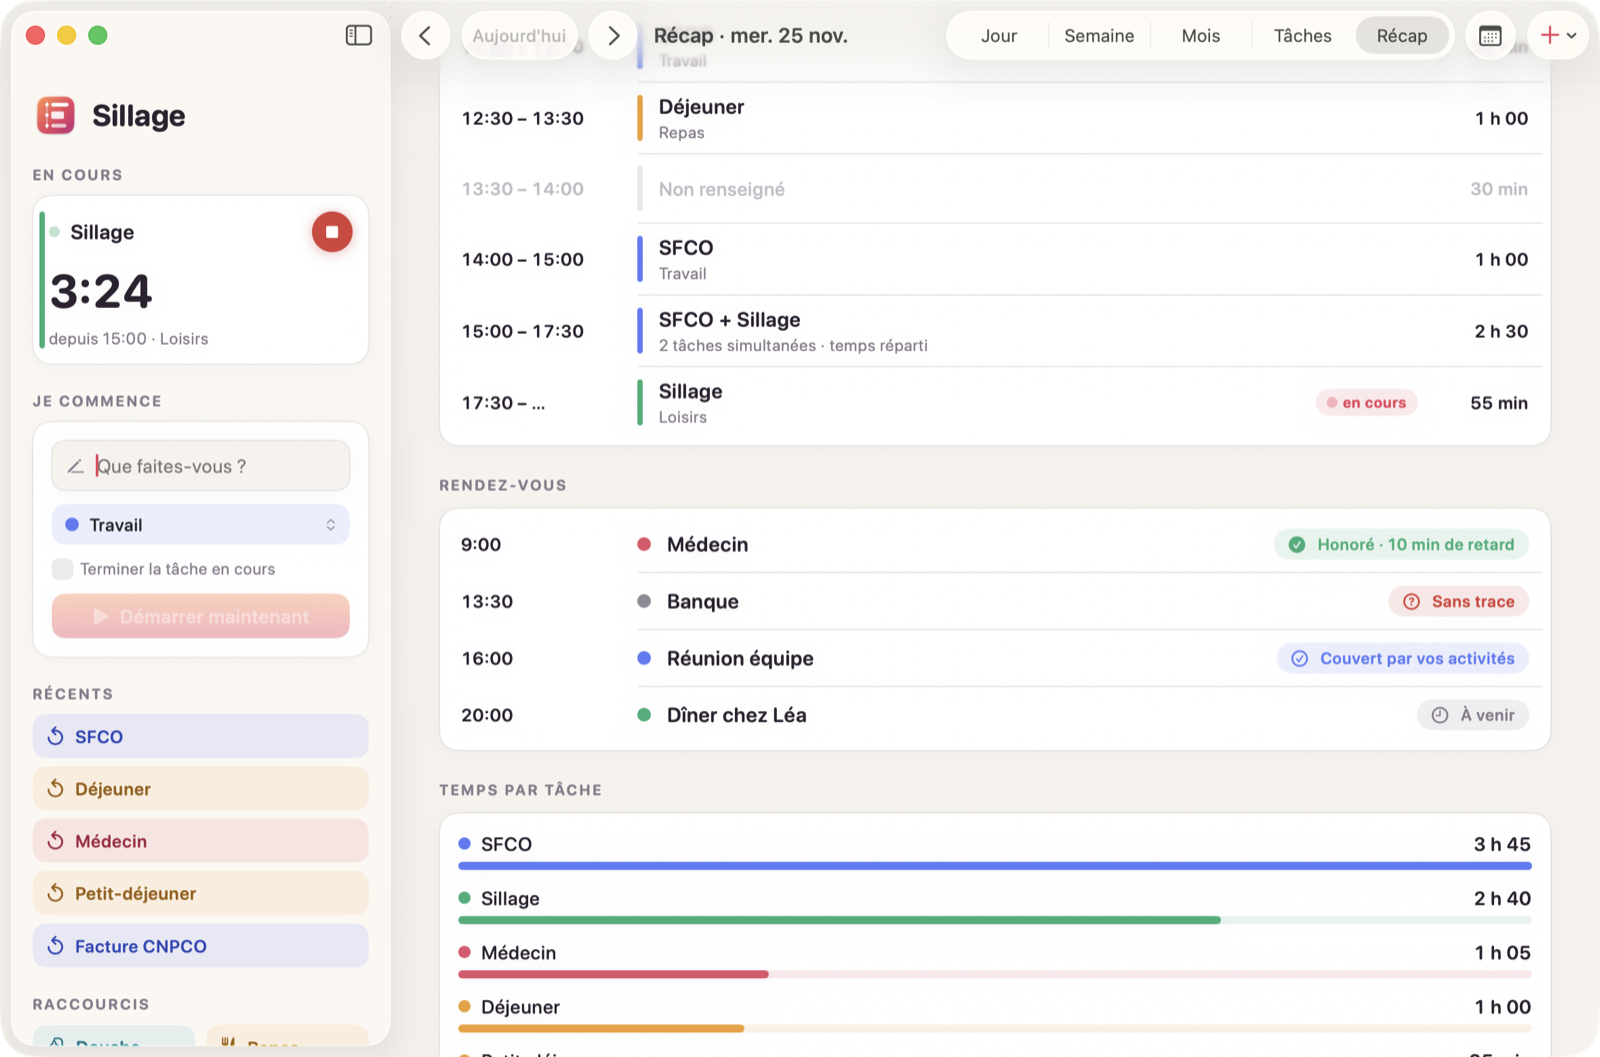 Sillage
EN COURS
Sillage
3:24
depuis 15:00 · Loisirs
JE COMMENCE
Que faites-vous ?
Travail
Terminer la tâche en cours
Démarrer maintenant
RÉCENTS
SFCO
Déjeuner
Médecin
Petit-déjeuner
Facture CNPCO
RACCOURCIS
Aujourd'hui
Récap · mer. 25 nov.
Jour
Semaine
Mois
Tâches
Récap
Travail
12:30 – 13:30
Déjeuner
Repas
1 h 00
13:30 – 14:00
Non renseigné
30 min
14:00 – 15:00
SFCO
Travail
1 h 00
15:00 – 17:30
SFCO + Sillage
2 tâches simultanées · temps réparti
2 h 30
17:30 – ...
Sillage
Loisirs
en cours
55 min
RENDEZ-VOUS
9:00
Médecin
Honoré · 10 min de retard
13:30
Banque
Sans trace
16:00
Réunion équipe
Couvert par vos activités
20:00
Dîner chez Léa
À venir
TEMPS PAR TÂCHE
SFCO
3 h 45
Sillage
2 h 40
Médecin
1 h 05
Déjeuner
1 h 00